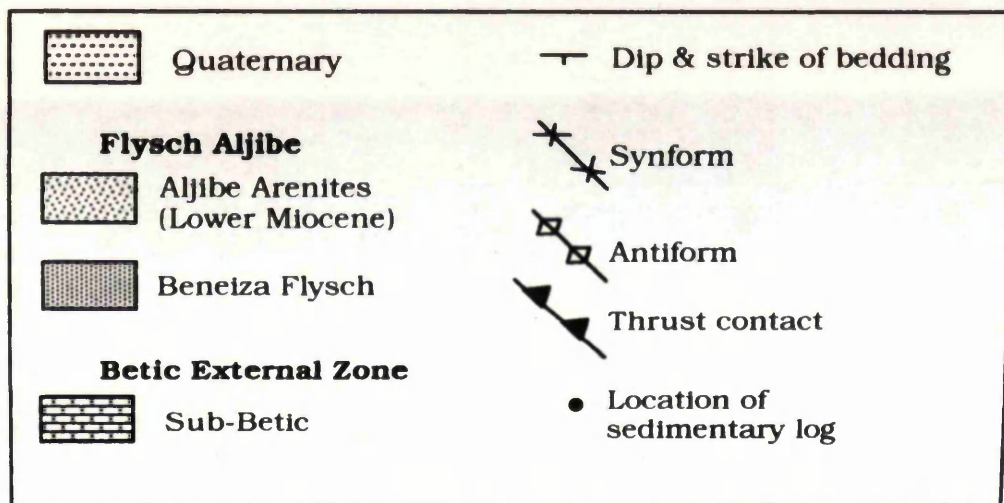 Quaternary
Flysch Aljibe
Aljibe Arenites
(Lower Miocene)
Beneiza Flysch
Betic External Zone
Sub-Betic
Dip & strike of bedding
Synform
Antiform
Thrust contact
Location of
sedimentary log